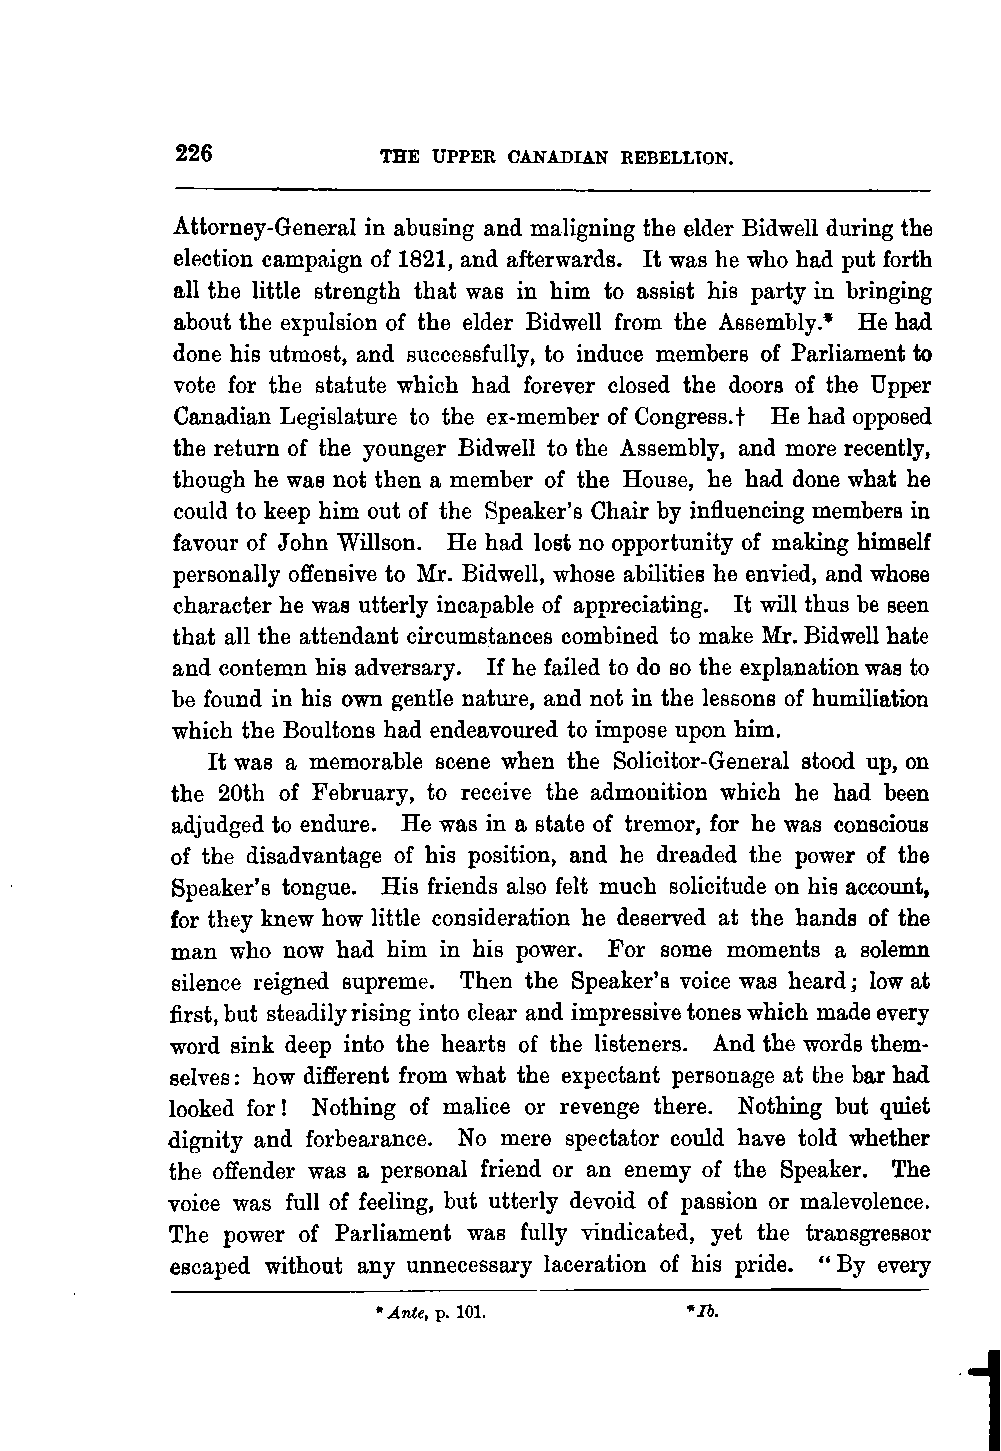 226 THE UPPER CANADIAN REBELLION.
Attorney-General in abusing and maligning the elder Bidwell during the
election campaign of 1821, and afterwards. It was he who had put forth
all the little strength that was in him to assist his party in bringing
about the expulsion of the elder Bidwell from the Assembly.* He had
done his utmost, and successfully, to induce members of Parliament to
vote for the statute which had forever closed the doors of the Upper
Canadian Legislature to the ex-member of Congress.† He had opposed
the return of the younger Bidwell to the Assembly, and more recently,
though he was not then a member of the House, he had done what he
could to keep him out of the Speaker's Chair by influencing members in
favour of John Willson. He had lost no opportunity of making himself
personally offensive to Mr. Bidwell, whose abilities he envied, and whose
character he was utterly incapable of appreciating. It will thus be seen
that all the attendant circumstances combined to make Mr. Bidwell hate
and contemn his adversary. If he failed to do so the explanation was to
be found in his own gentle nature, and not in the lessons of humiliation
which the Boultons had endeavoured to impose upon him.
It was a memorable scene when the Solicitor-General stood up, on
the 20th of February, to receive the admonition which he had been
adjudged to endure. He was in a state of tremor, for he was conscious
of the disadvantage of his position, and he dreaded the power of the
Speaker's tongue. His friends also felt much solicitude on his account,
for they knew how little consideration he deserved at the hands of the
man who now had him in his power. For some moments a solemn
silence reigned supreme. Then the Speaker's voice was heard; low at
first, but steadily rising into clear and impressive tones which made every
word sink deep into the hearts of the listeners. And the words them-
selves: how different from what the expectant personage at the bar had
looked for! Nothing of malice or revenge there. Nothing but quiet
dignity and forbearance. No mere spectator could have told whether
the offender was a personal friend or an enemy of the Speaker. The
voice was full of feeling, but utterly devoid of passion or malevolence.
The power of Parliament was fully vindicated, yet the transgressor
escaped without any unnecessary laceration of his pride. "By every
* Ante, p. 101. *Ib.